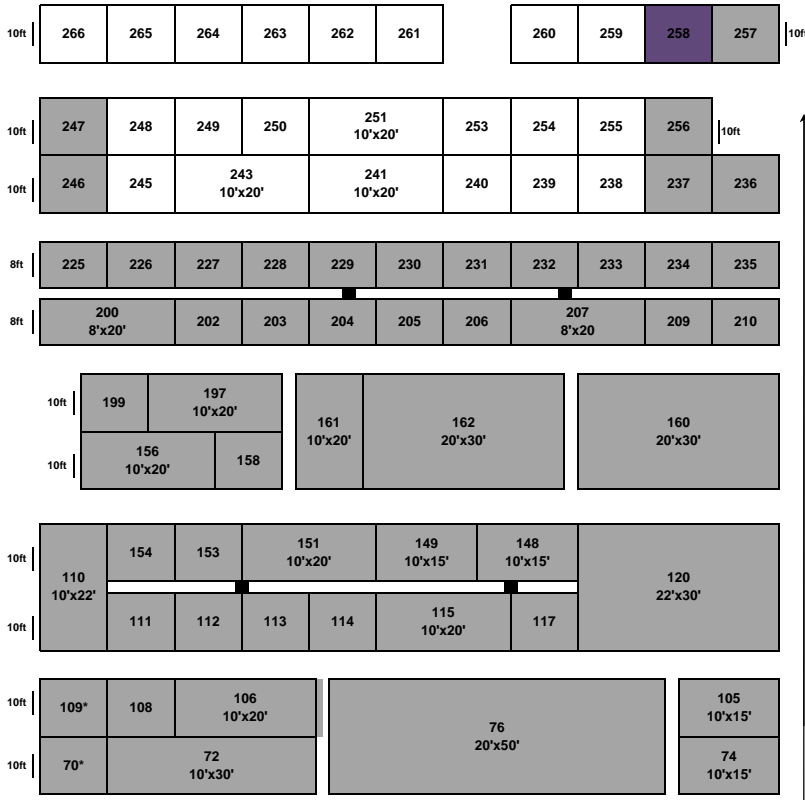 10ft 266 265 264 263 262 261 260 259 258 257 10ft
10ft 247 248 249 250 251 253 254 255 256 10ft
10'x20'
10ft 246 245 243 241 240 239 238 237 236
10'x20' 10'x20'
8ft 225 226 227 228 229 230 231 232 233 234 235
8ft 200 202 203 204 205 206 207 209 210
8'x20' 8'x20
10ft 199 197 161 162 160
10'x20' 10'x20' 20'x30' 20'x30'
10ft 156 158
10'x20'
10ft 110 154 153 151 149 148 120
10'x22' 10'x20' 10'x15' 10'x15' 22'x30'
10ft 111 112 113 114 115 117
10'x20'
10ft 109* 108 106 76 105
10'x20' 20'x50' 10'x15'
10ft 70* 72 74
10'x30' 10'x15'